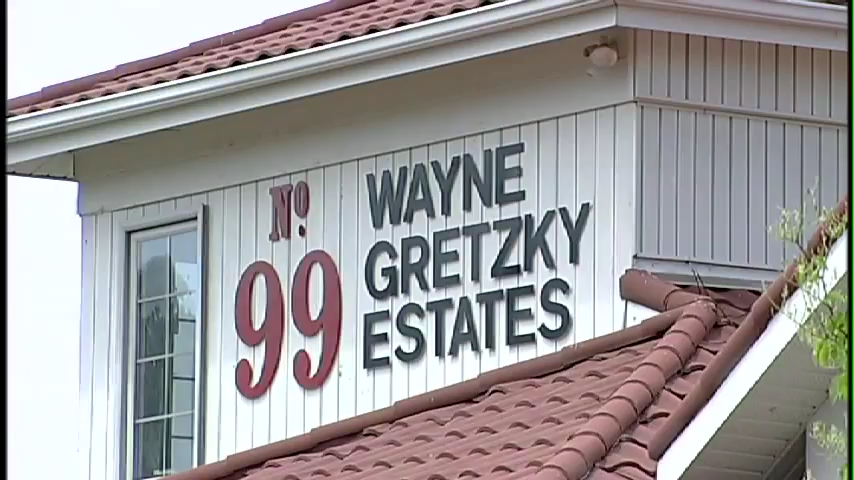 Nº
99
WAYNE
GRETZKY
ESTATES